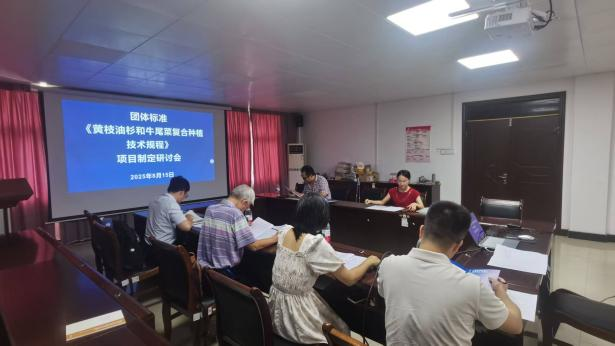 团体标准
《黄枝油杉和牛尾菜复合种植
技术规程》
项目制定研讨会
2025年8月15日